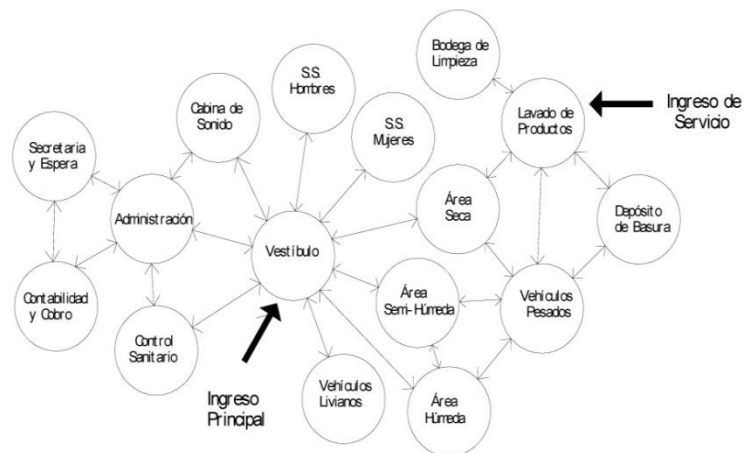 Bodega de
Limpieza
S.S.
Hombres
Cabina de
Sonido
Lavado de
Productos
Ingreso de
Servicio
S.S.
Mujeres
Secretaria
y Espera
Administración
Área
Seca
Depósito
de Basura
Vestíbulo
Contabilidad
y Cobro
Área
Semi-Húmeda
Vehículos
Pesados
Control
Sanitario
Ingreso
Principal
Vehículos
Livianos
Área
Húmeda